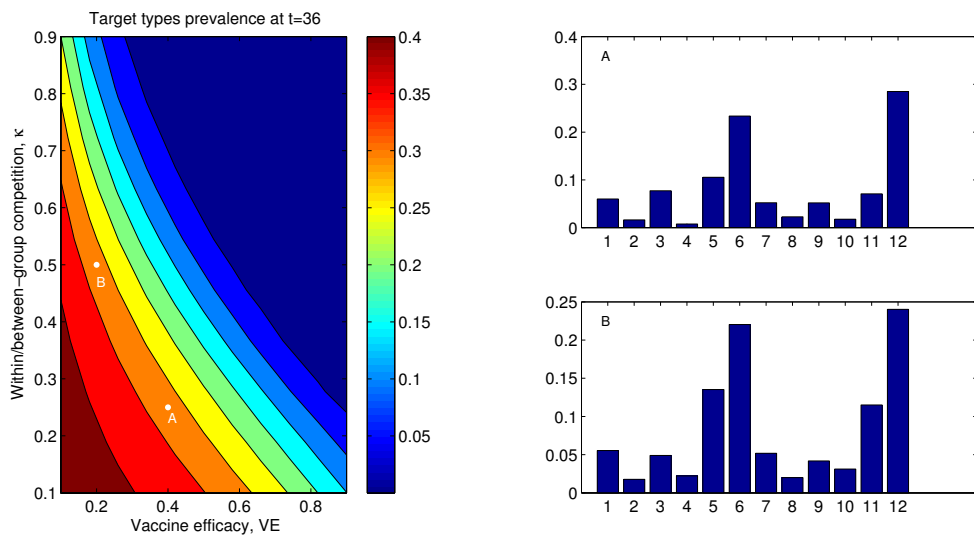 Target types prevalence at t=36
0.9
0.8
0.7
0.6
0.5
0.4
0.3
0.2
0.1
Within/between−group competition, κ
B
A
0.2 0.4 0.6 0.8
Vaccine efficacy, VE
0.4
0.35
0.3
0.25
0.2
0.15
0.1
0.05
0.4
0.3
0.2
0.1
0
A
1 2 3 4 5 6 7 8 9 10 11 12
0.25
0.2
0.15
0.1
0.05
0
B
1 2 3 4 5 6 7 8 9 10 11 12